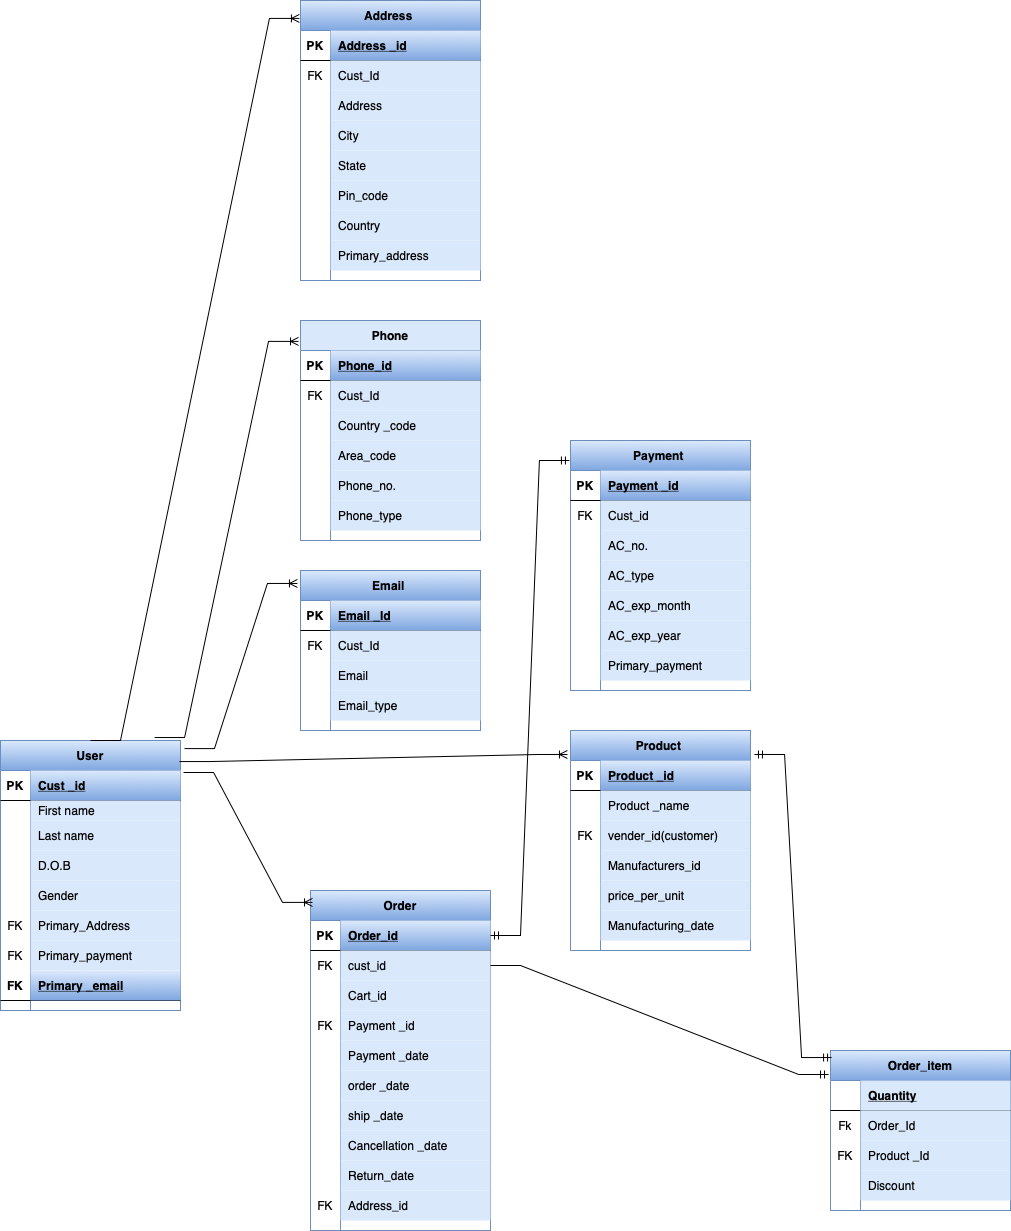 Address
PK Address _id
FK Cust_Id
Address
City
State
Pin_code
Country
Primary_address
Phone
PK Phone_id
FK Cust_Id
Country _code
Area_code
Phone_no.
Phone_type
Email
PK Email _Id
FK Cust_Id
Email
Email_type
Payment
PK Payment _id
FK Cust_id
AC_no.
AC_type
AC_exp_month
AC_exp_year
Primary_payment
User
PK Cust _id
First name
Last name
D.O.B
Gender
FK Primary_Address
FK Primary_payment
FK Primary _email
Product
PK Product _id
Product _name
FK vender_id(customer)
Manufacturers_id
price_per_unit
Manufacturing_date
Order
PK Order_id
FK cust_id
Cart_id
FK Payment _id
Payment _date
order _date
ship _date
Cancellation _date
Return_date
FK Address_id
Order_item
Quantity
Fk Order_Id
FK Product _Id
Discount